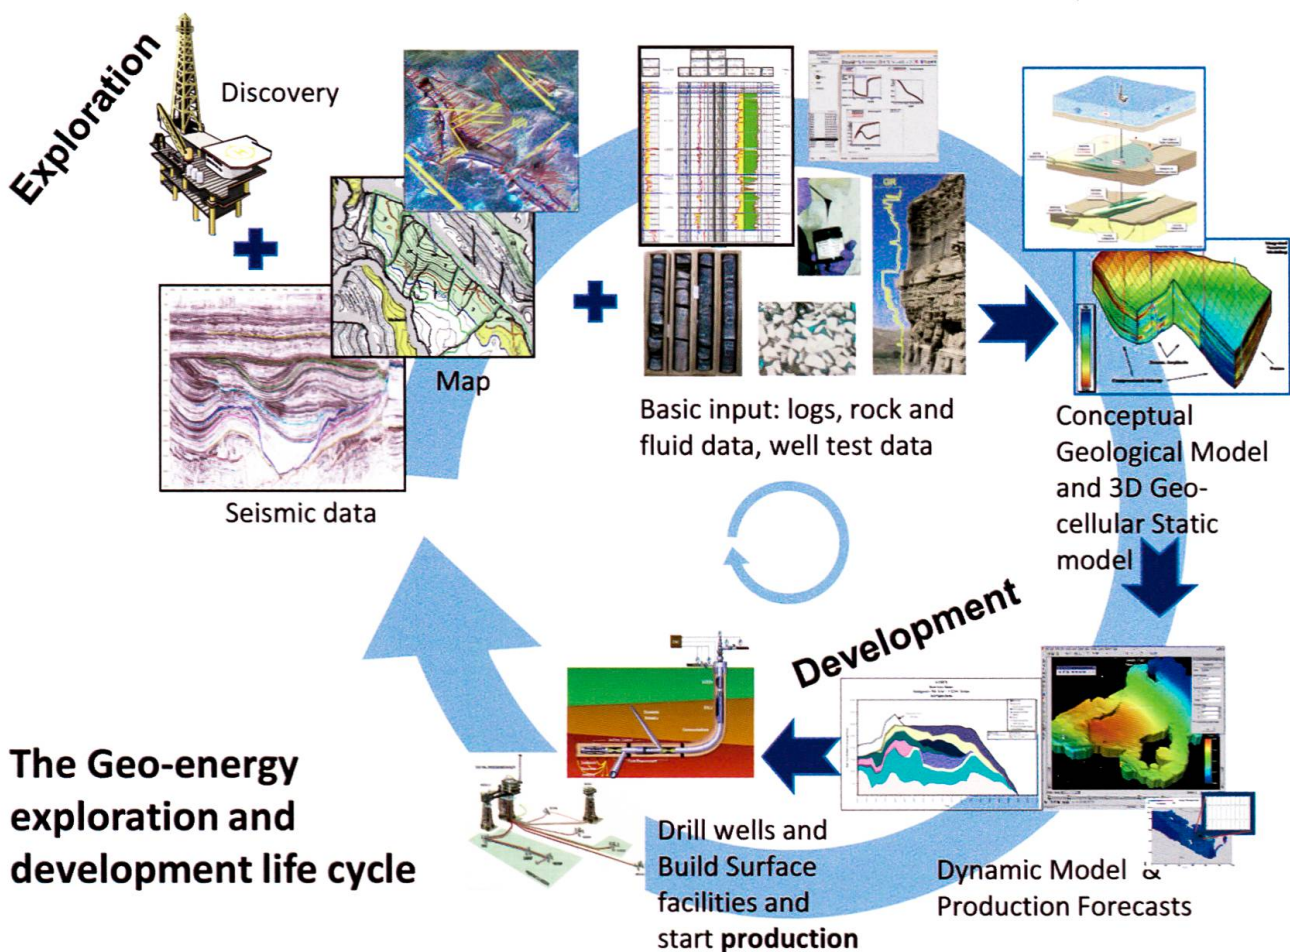 Exploration
Discovery
Map
Seismic data
GR
Basic input: logs, rock and
fluid data, well test data
Conceptual
Geological Model
and 3D Geo-
cellular Static
model
Development
Dynamic Model &
Production Forecasts
Drill wells and
Build Surface
facilities and
start production
The Geo-energy
exploration and
development life cycle